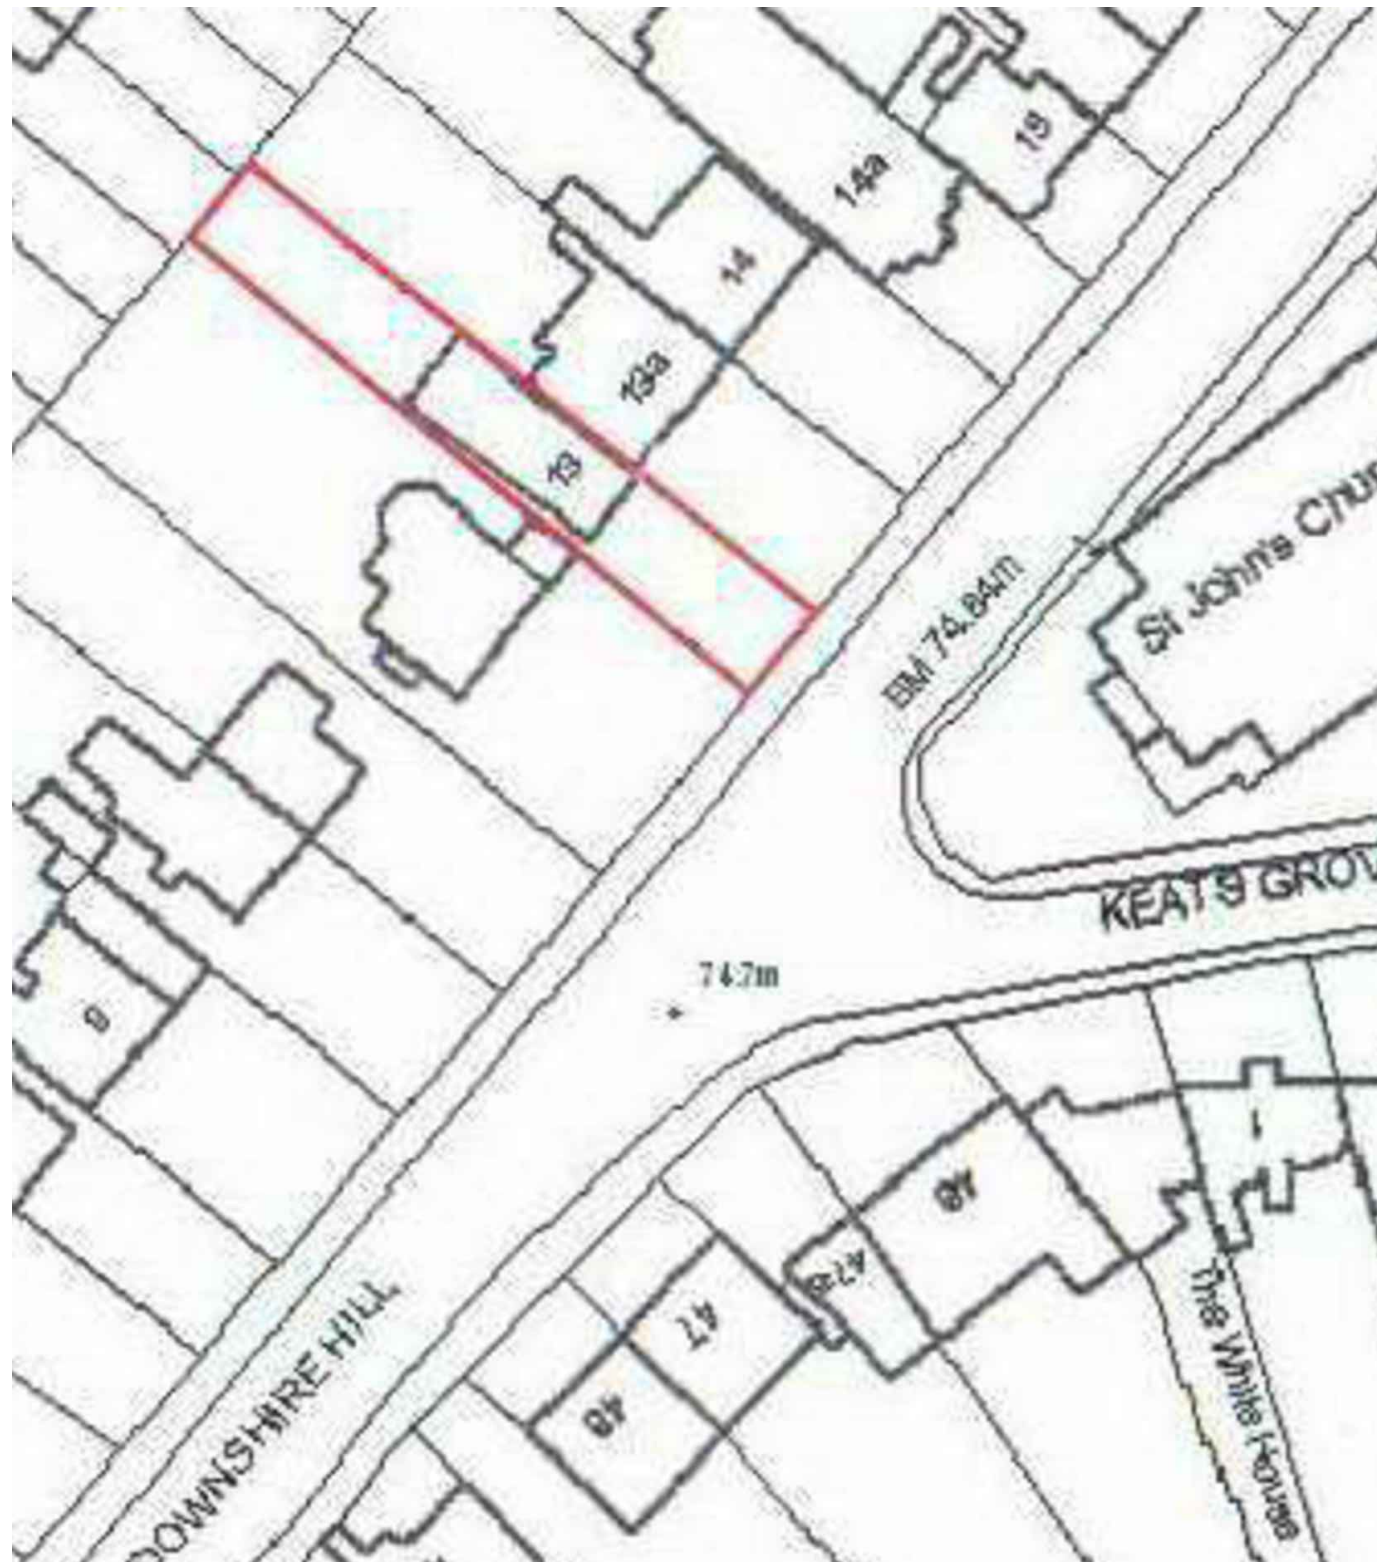 15
14a
14
13a
13
BM 74.84m
St John's Chur
KEATS GROV
74.7m
9
48
47a
47
46
The White House
DOWNSHIRE HILL